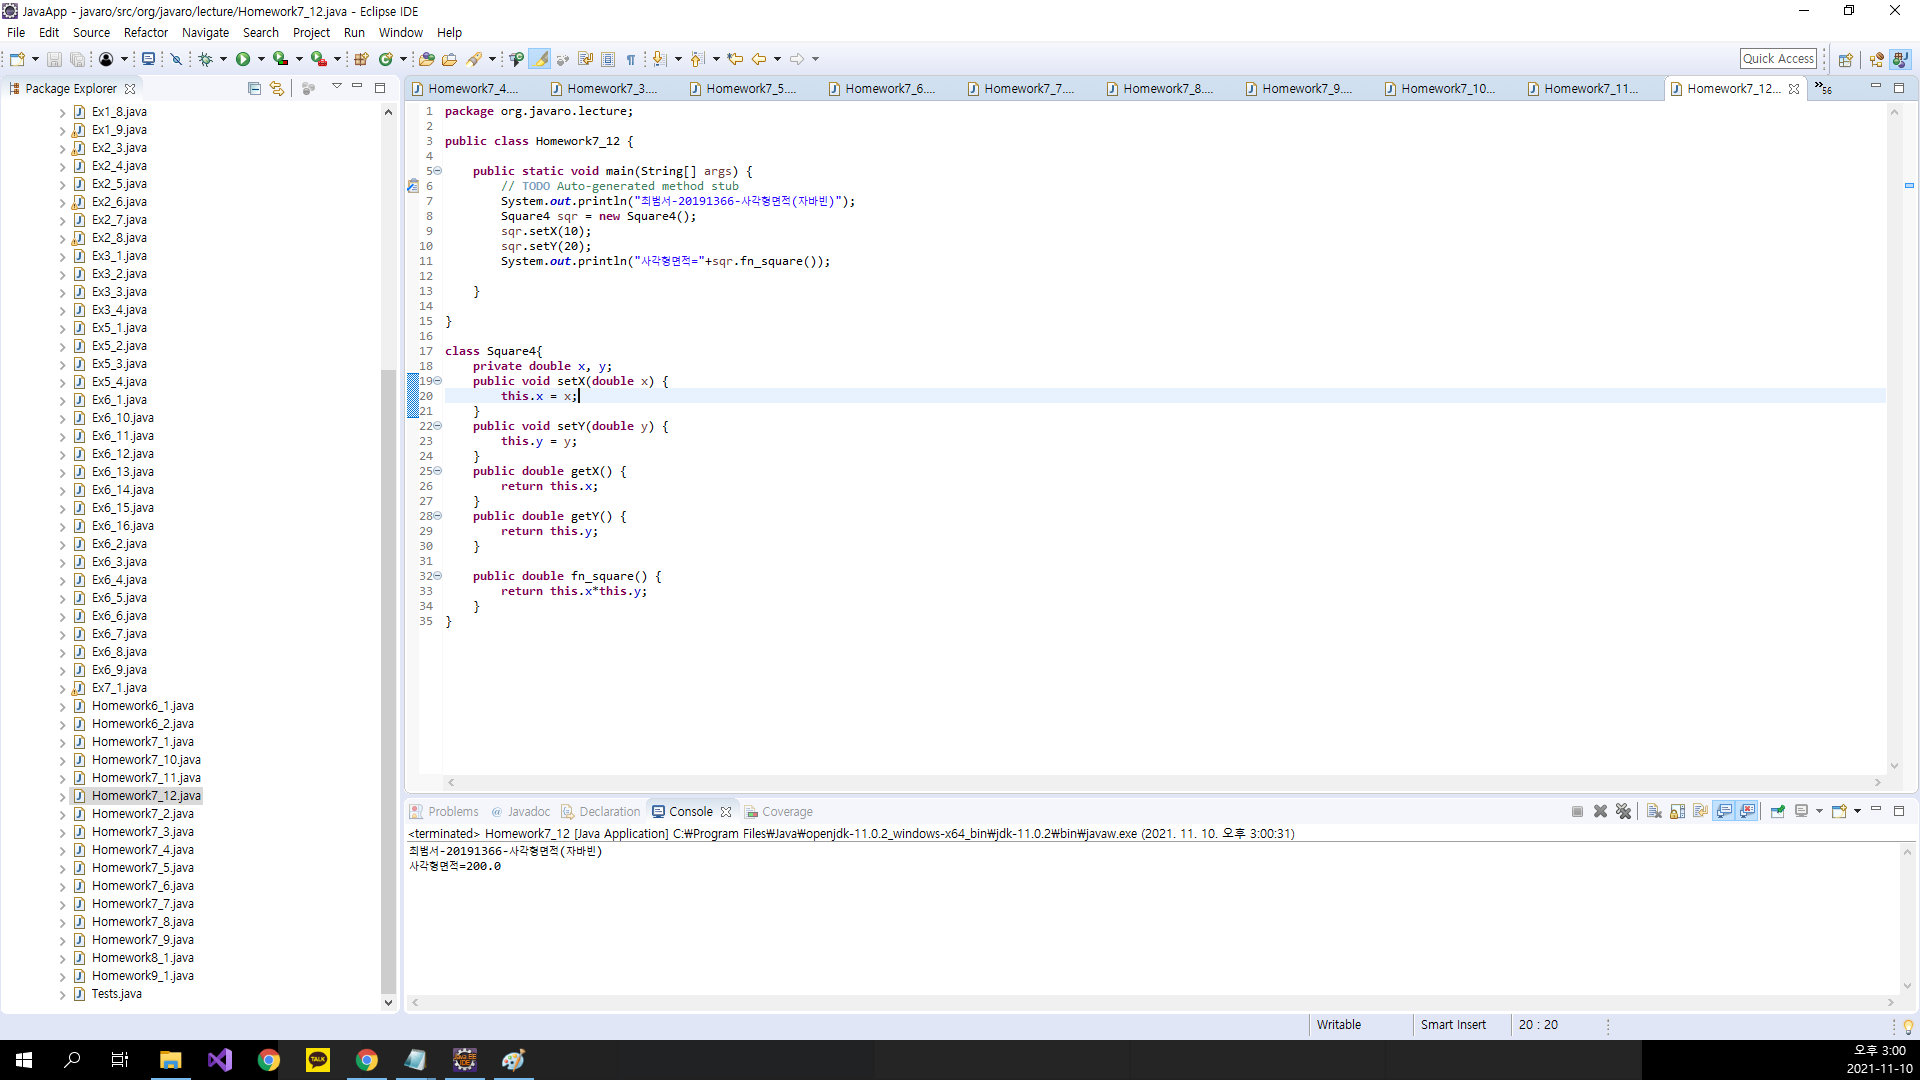 JavaApp - javaro/src/org/javaro/lecture/Homework7_12.java - Eclipse IDE
File Edit Source Refactor Navigate Search Project Run Window Help
Quick Access
Package Explorer
Ex1_8.java
Ex1_9.java
Ex2_3.java
Ex2_4.java
Ex2_5.java
Ex2_6.java
Ex2_7.java
Ex2_8.java
Ex3_1.java
Ex3_2.java
Ex3_3.java
Ex3_4.java
Ex5_1.java
Ex5_2.java
Ex5_3.java
Ex5_4.java
Ex6_1.java
Ex6_10.java
Ex6_11.java
Ex6_12.java
Ex6_13.java
Ex6_14.java
Ex6_15.java
Ex6_16.java
Ex6_2.java
Ex6_3.java
Ex6_4.java
Ex6_5.java
Ex6_6.java
Ex6_7.java
Ex6_8.java
Ex6_9.java
Ex7_1.java
Homework6_1.java
Homework6_2.java
Homework7_1.java
Homework7_10.java
Homework7_11.java
Homework7_12.java
Homework7_2.java
Homework7_3.java
Homework7_4.java
Homework7_5.java
Homework7_6.java
Homework7_7.java
Homework7_8.java
Homework7_9.java
Homework8_1.java
Homework9_1.java
Tests.java
Homework7_4.... Homework7_3.... Homework7_5.... Homework7_6.... Homework7_7.... Homework7_8.... Homework7_9.... Homework7_10... Homework7_11... Homework7_12... »56
1 package org.javaro.lecture;
2
3 public class Homework7_12 {
4
5 public static void main(String[] args) {
6 // TODO Auto-generated method stub
7 System.out.println("최범서-20191366-사각형면적(자바빈)");
8 Square4 sqr = new Square4();
9 sqr.setX(10);
10 sqr.setY(20);
11 System.out.println("사각형면적="+sqr.fn_square());
12
13 }
14
15 }
16
17 class Square4{
18 private double x, y;
19 public void setX(double x) {
20 this.x = x;
21 }
22 public void setY(double y) {
23 this.y = y;
24 }
25 public double getX() {
26 return this.x;
27 }
28 public double getY() {
29 return this.y;
30 }
31
32 public double fn_square() {
33 return this.x*this.y;
34 }
35 }
Problems @ Javadoc Declaration Console Coverage
<terminated> Homework7_12 [Java Application] C:₩Program Files₩Java₩openjdk-11.0.2_windows-x64_bin₩jdk-11.0.2₩bin₩javaw.exe (2021. 11. 10. 오후 3:00:31)
최범서-20191366-사각형면적(자바빈)
사각형면적=200.0
Writable Smart Insert 20 : 20
TALK
오후 3:00
2021-11-10